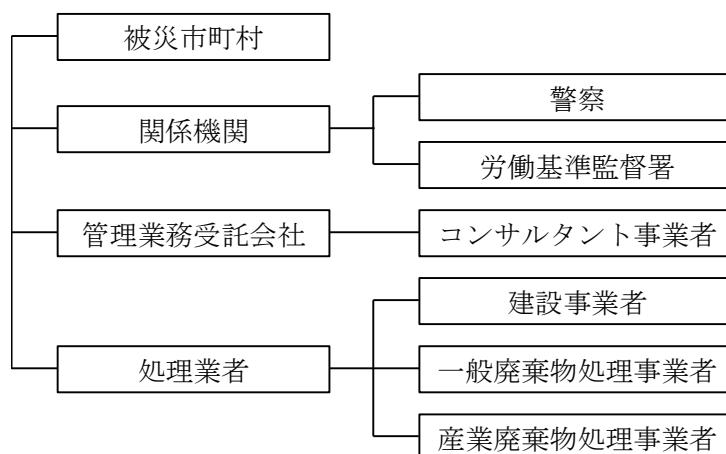 被災市町村
関係機関
警察
労働基準監督署
管理業務受託会社
コンサルタント事業者
処理業者
建設事業者
一般廃棄物処理事業者
産業廃棄物処理事業者